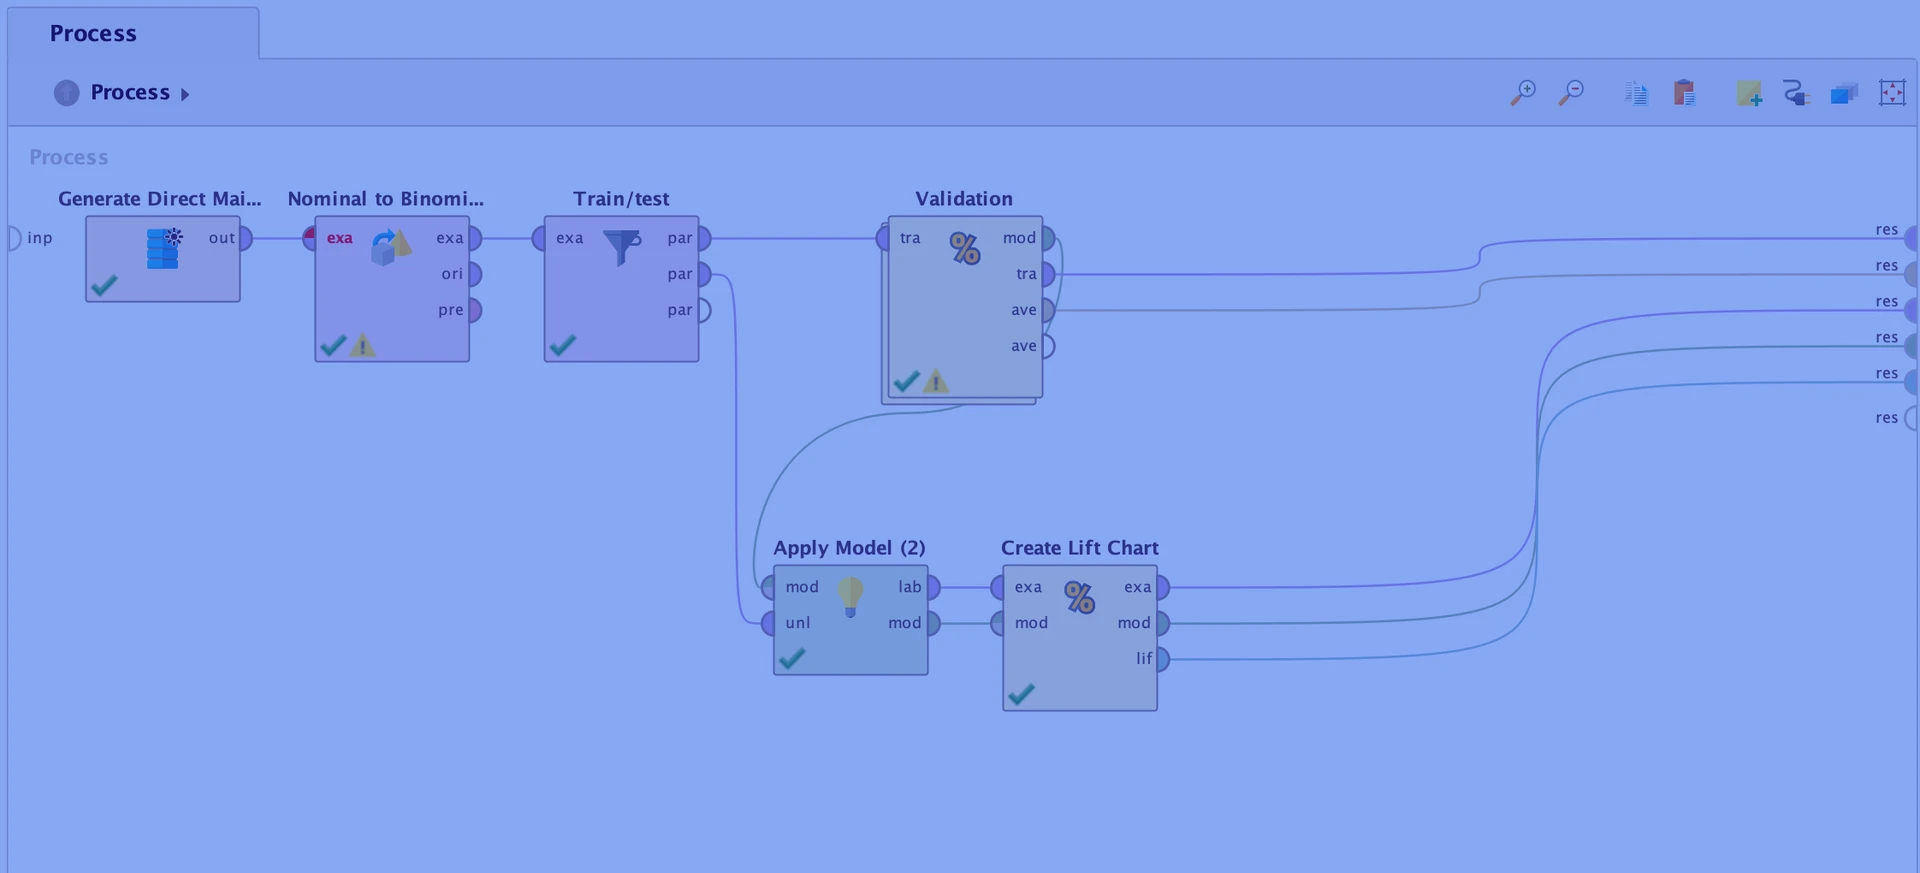 Process
Process
Process
Generate Direct Mai...
Nominal to Binomi...
Train/test
Validation
inp
out
exa
exa
ori
pre
exa
par
par
par
tra
mod
tra
ave
ave
res
res
res
res
res
res
Apply Model (2)
Create Lift Chart
mod
lab
unl
mod
exa
exa
mod
mod
lif